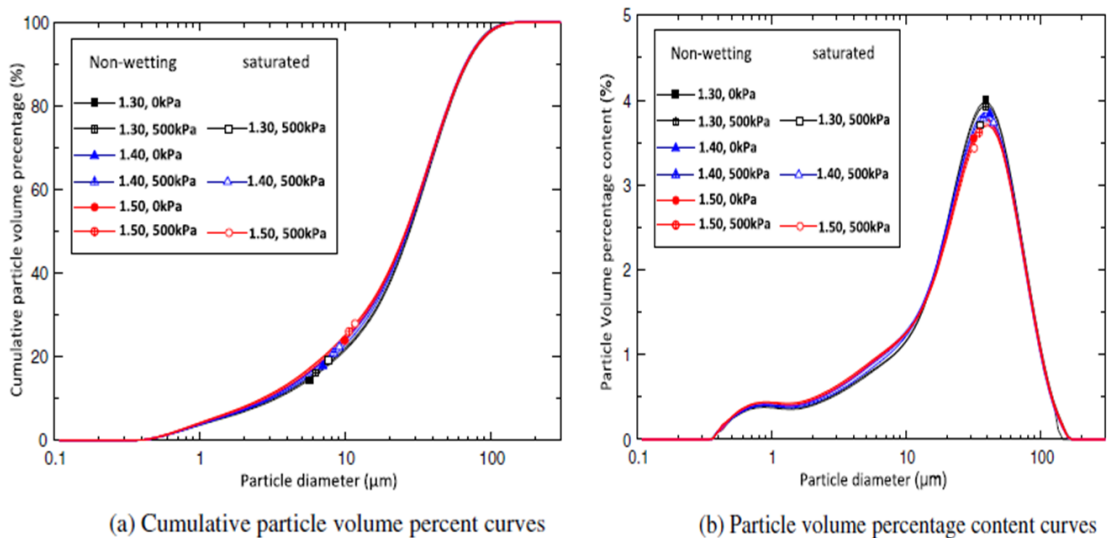 100
80
60
40
20
0
Cumulative particle volume precentage (%)
Non-wetting saturated
1.30, 0kPa
1.30, 500kPa 1.30, 500kPa
1.40, 0kPa
1.40, 500kPa 1.40, 500kPa
1.50, 0kPa
1.50, 500kPa 1.50, 500kPa
0.1 1 10 100
Particle diameter (μm)
(a) Cumulative particle volume percent curves
5
4
3
2
1
0
Particle Volume percentage content (%)
Non-wetting saturated
1.30, 0kPa
1.30, 500kPa 1.30, 500kPa
1.40, 0kPa
1.40, 500kPa 1.40, 500kPa
1.50, 0kPa
1.50, 500kPa 1.50, 500kPa
0.1 1 10 100
Particle diameter (μm)
(b) Particle volume percentage content curves